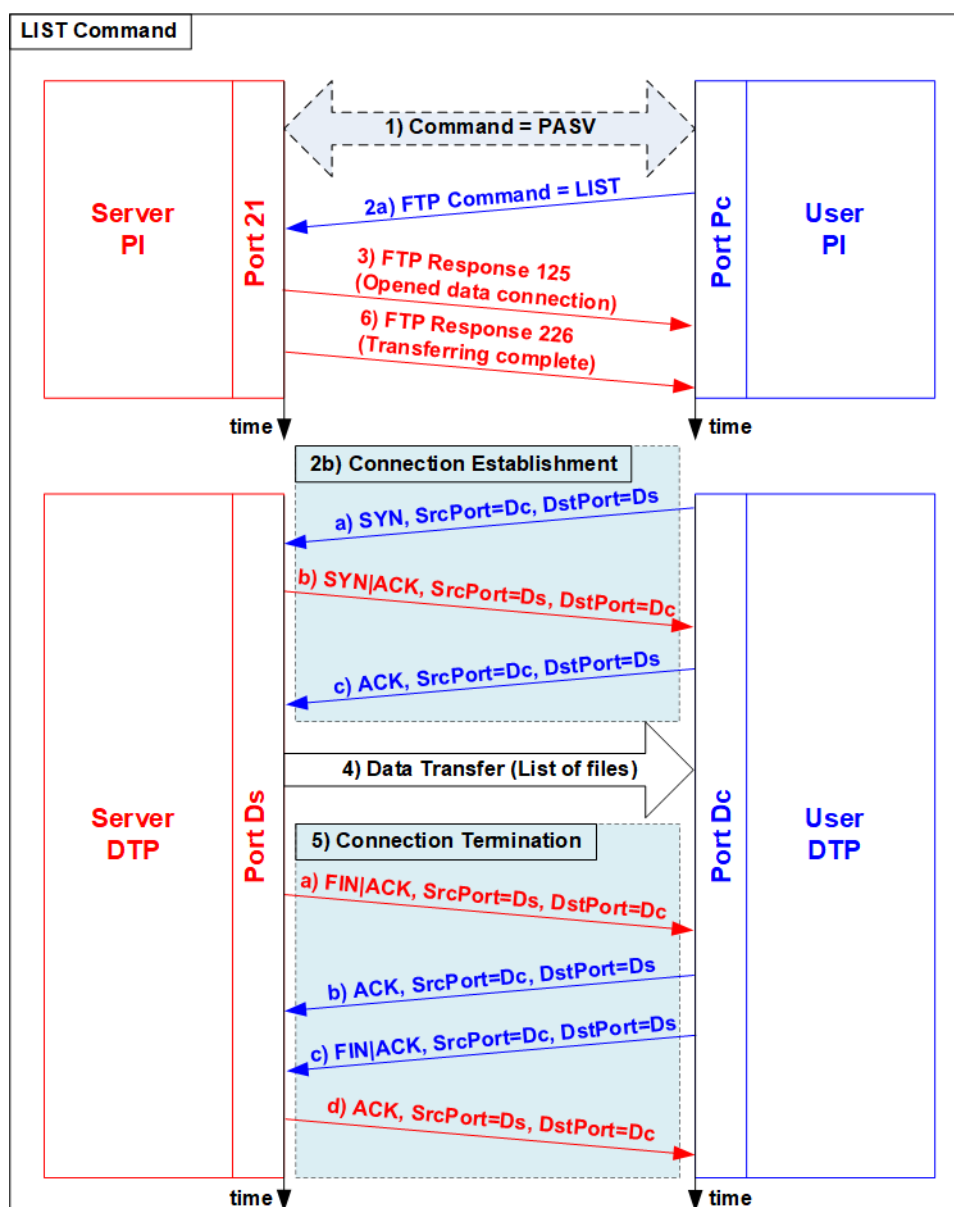 LIST Command
1) Command = PASV
2a) FTP Command = LIST
Server
PI
Port 21
Port Pc
User
PI
3) FTP Response 125
(Opened data connection)
6) FTP Response 226
(Transferring complete)
time
time
2b) Connection Establishment
a) SYN, SrcPort=Dc, DstPort=Ds
b) SYN|ACK, SrcPort=Ds, DstPort=Dc
c) ACK, SrcPort=Dc, DstPort=Ds
4) Data Transfer (List of files)
Server
DTP
Port Ds
Port Dc
User
DTP
5) Connection Termination
a) FIN|ACK, SrcPort=Ds, DstPort=Dc
b) ACK, SrcPort=Dc, DstPort=Ds
c) FIN|ACK, SrcPort=Dc, DstPort=Ds
d) ACK, SrcPort=Ds, DstPort=Dc
time
time